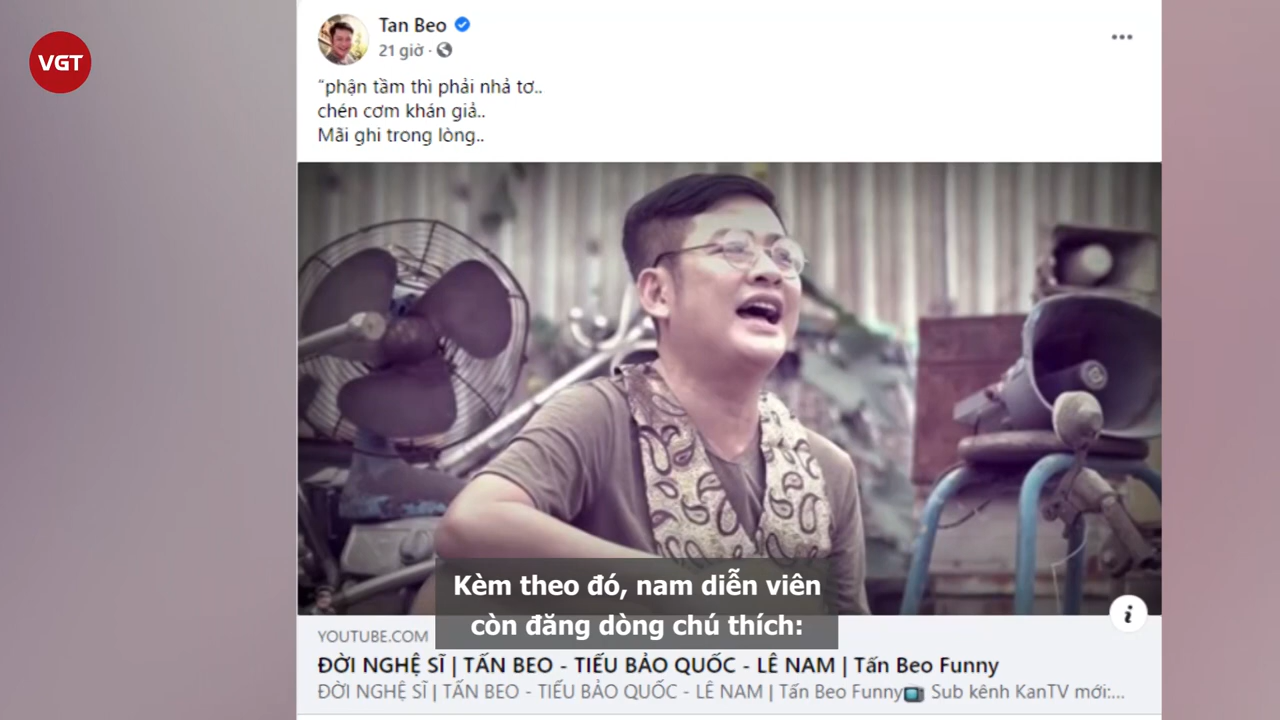 VGT
Tan Beo
21 giờ ·
“phận tầm thì phải nhả tơ..
chén cơm khán giả..
Mãi ghi trong lòng..
Kèm theo đó, nam diễn viên
còn đăng dòng chú thích:
YOUTUBE.COM
ĐỜI NGHỆ SĨ | TẤN BEO - TIỂU BẢO QUỐC - LÊ NAM | Tấn Beo Funny
ĐỜI NGHỆ SĨ | TẤN BEO - TIỂU BẢO QUỐC - LÊ NAM | Tấn Beo Funny📺 Sub kênh KanTV mới:...